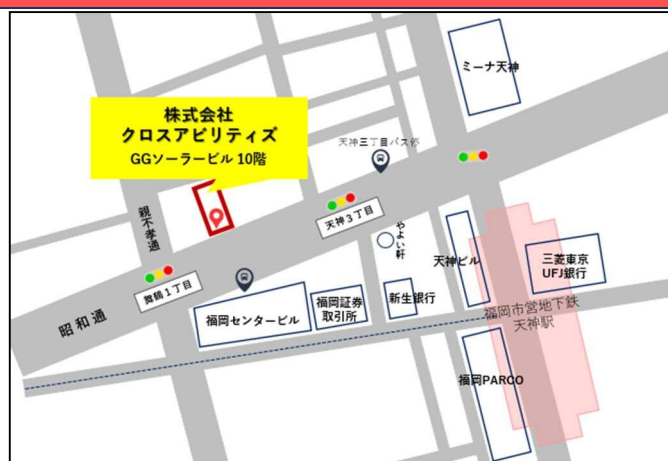 ミーナ天神
株式会社
クロスアビリティズ
GGソーラービル 10階
天神三丁目バス停
親不孝通
天神3丁目
やよい軒
天神ビル
三菱東京
UFJ銀行
舞鶴1丁目
昭和通
福岡センタービル
福岡証券
取引所
新生銀行
福岡市営地下鉄
天神駅
福岡PARCO